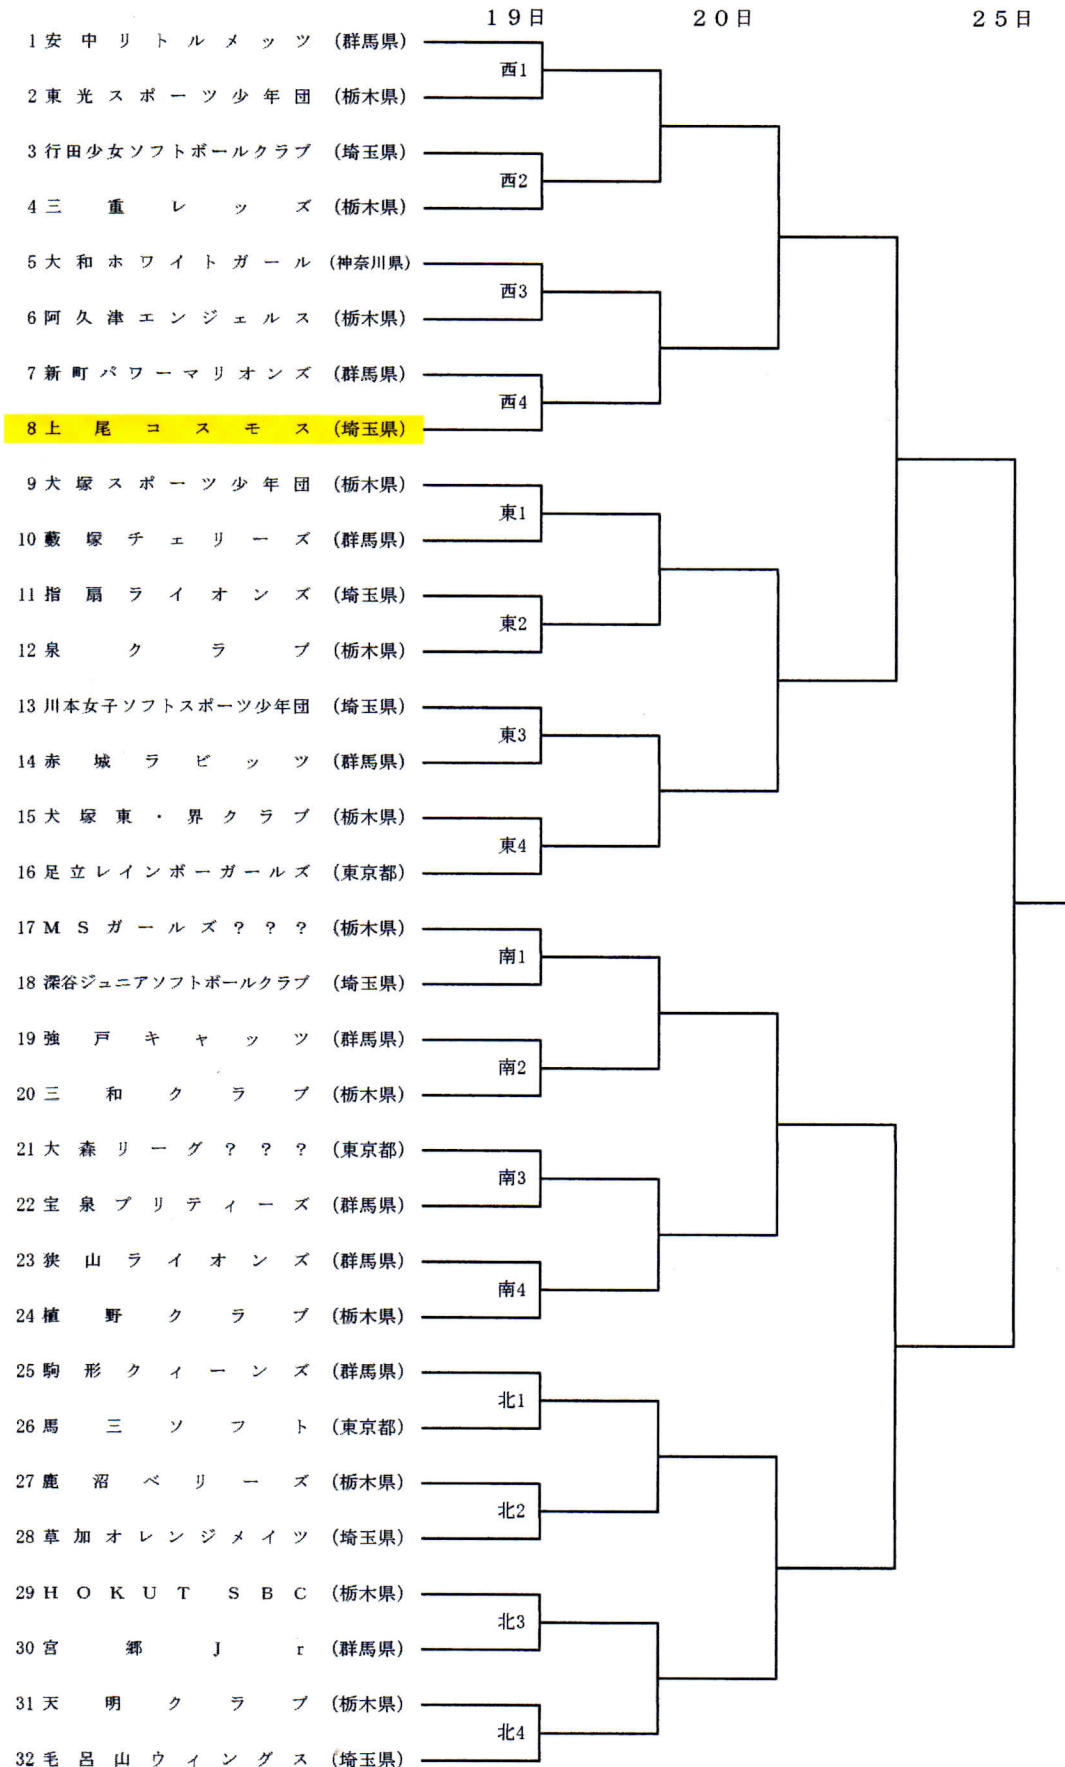 19日 20日 25日
1 安中リトルメッツ (群馬県)
西1
2 東光スポーツ少年団 (栃木県)
3 行田少女ソフトボールクラブ (埼玉県)
西2
4 三重レッズ (栃木県)
5 大和ホワイトガール (神奈川県)
西3
6 阿久津エンジェルス (栃木県)
7 新町パワーマリオンズ (群馬県)
西4
8 上尾コスモス (埼玉県)
9 犬塚スポーツ少年団 (栃木県)
東1
10 藪塚チェリーズ (群馬県)
11 指扇ライオンズ (埼玉県)
東2
12 泉クラブ (栃木県)
13 川本女子ソフトスポーツ少年団 (埼玉県)
東3
14 赤城ラビッツ (群馬県)
15 犬塚東・界クラブ (栃木県)
東4
16 足立レインボーガールズ (東京都)
17 MSガールズ??? (栃木県)
南1
18 深谷ジュニアソフトボールクラブ (埼玉県)
19 強戸キャッツ (群馬県)
南2
20 三和クラブ (栃木県)
21 大森リーグ??? (東京都)
南3
22 宝泉プリティーズ (群馬県)
23 狭山ライオンズ (群馬県)
南4
24 植野クラブ (栃木県)
25 駒形クィーンズ (群馬県)
北1
26 馬三ソフト (東京都)
27 鹿沼ベリーズ (栃木県)
北2
28 草加オレンジメイツ (埼玉県)
29 HOKUT SBC (栃木県)
北3
30 宮郷Jr (群馬県)
31 天明クラブ (栃木県)
北4
32 毛呂山ウィングス (埼玉県)